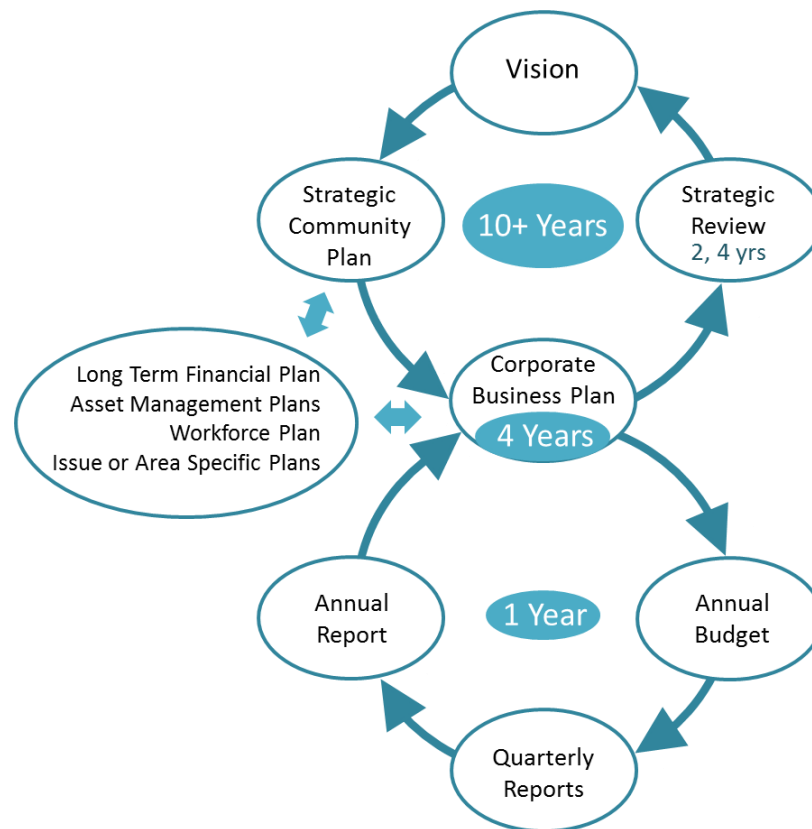 Vision
Strategic
Community
Plan
10+ Years
Strategic
Review
2, 4 yrs
Long Term Financial Plan
Asset Management Plans
Workforce Plan
Issue or Area Specific Plans
Corporate
Business Plan
4 Years
Annual
Report
1 Year
Annual
Budget
Quarterly
Reports